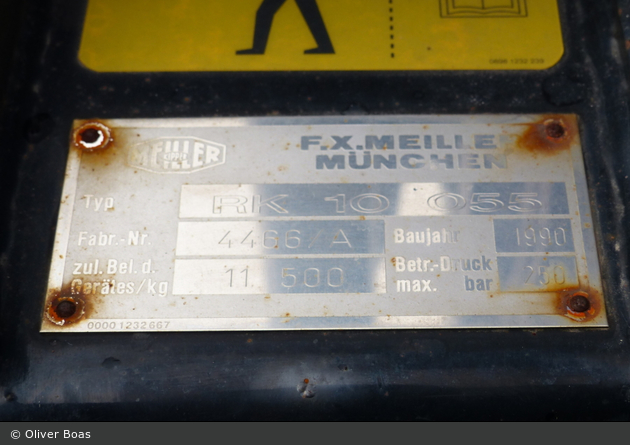 MEILLER
F.X.MEILLER
MÜNCHEN
Typ RK 10 055
Fabr.-Nr. 4466/A Baujahr 1990
zul. Bel. d. Gerätes/kg 11 500 Betr.-Druck max. bar 250
00001232667
© Oliver Boas